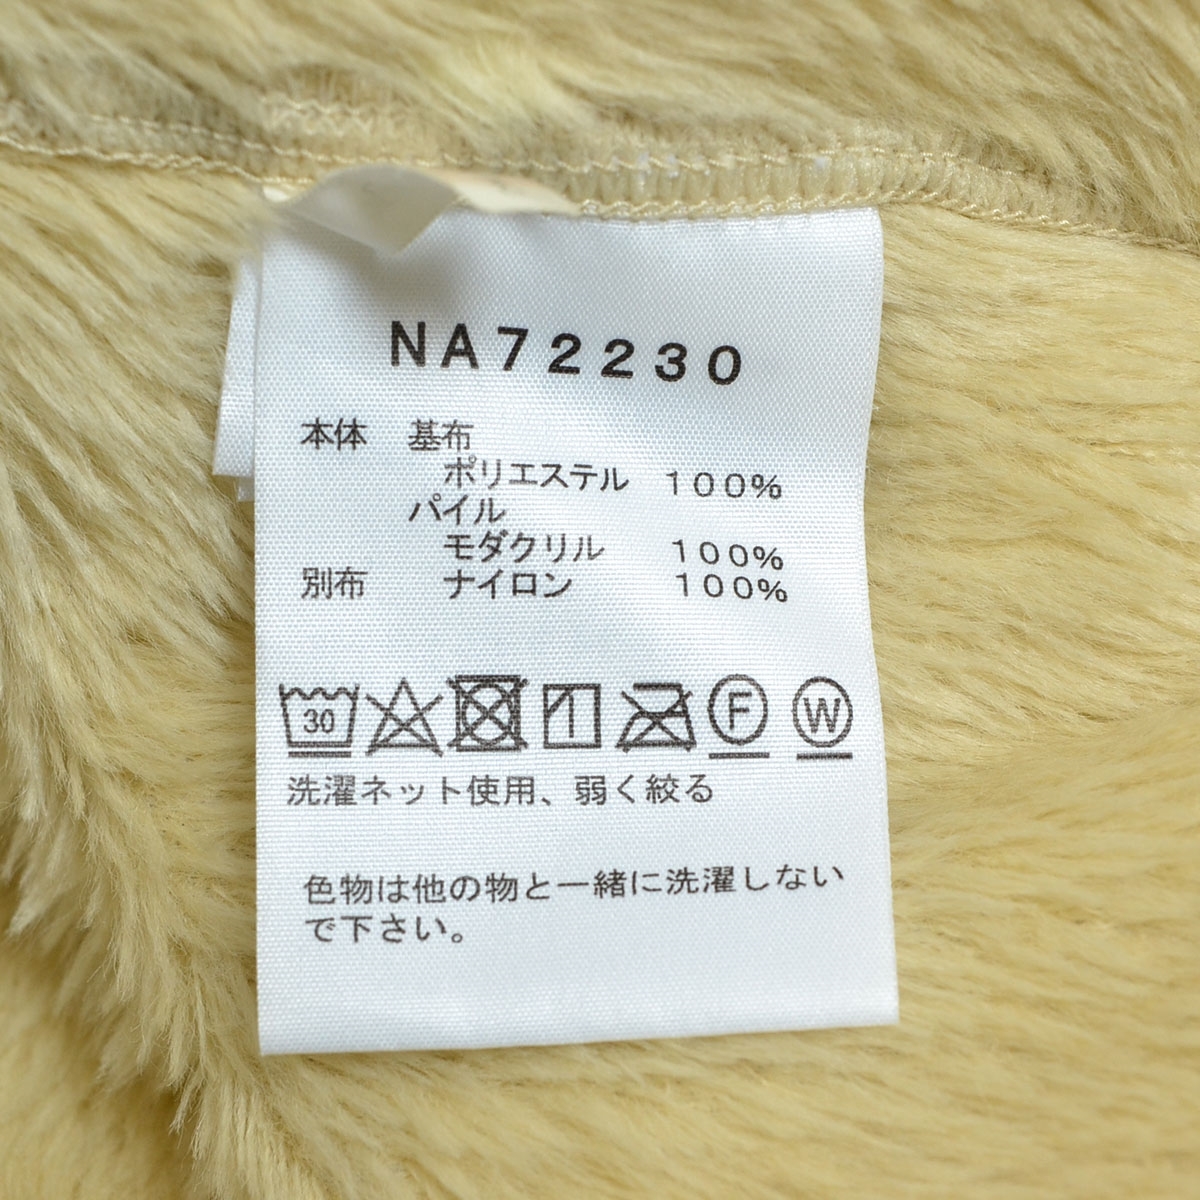 NA72230
本体 基布
ポリエステル 100%
パイル
モダクリル 100%
別布 ナイロン 100%
30 F W
洗濯ネット使用、弱く絞る
色物は他の物と一緒に洗濯しない
で下さい。